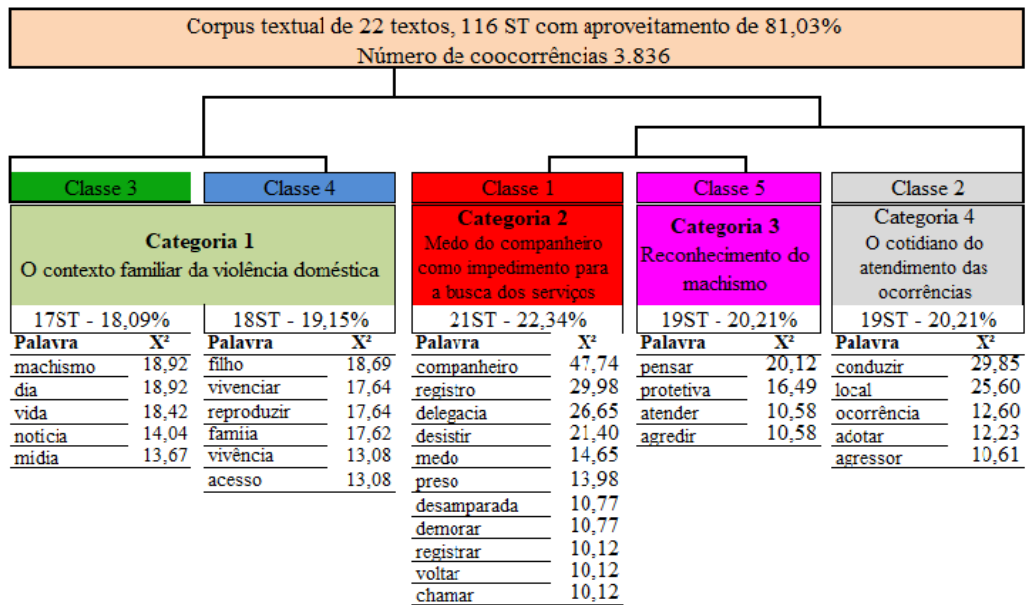 Corpus textual de 22 textos, 116 ST com aproveitamento de 81,03%
Número de coocorrências 3.836
Classe 3
Classe 4
Classe 1
Classe 5
Classe 2
Categoria 1
O contexto familiar da violência doméstica
Categoria 2
Medo do companheiro
como impedimento para
a busca dos serviços
Categoria 3
Reconhecimento do
machismo
Categoria 4
O cotidiano do
atendimento das
ocorrências
17ST - 18,09%
Palavra X²
machismo 18,92
dia 18,92
vida 18,42
notícia 14,04
mídia 13,67
18ST - 19,15%
Palavra X²
filho 18,69
vivenciar 17,64
reproduzir 17,64
famiia 17,62
vivência 13,08
acesso 13,08
21ST - 22,34%
Palavra X²
companheiro 47,74
registro 29,98
delegacia 26,65
desistir 21,40
medo 14,65
preso 13,98
desamparada 10,77
demorar 10,77
registrar 10,12
voltar 10,12
chamar 10,12
19ST - 20,21%
Palavra X²
pensar 20,12
protetiva 16,49
atender 10,58
agredir 10,58
19ST - 20,21%
Palavra X²
conduzir 29,85
local 25,60
ocorrência 12,60
adotar 12,23
agressor 10,61